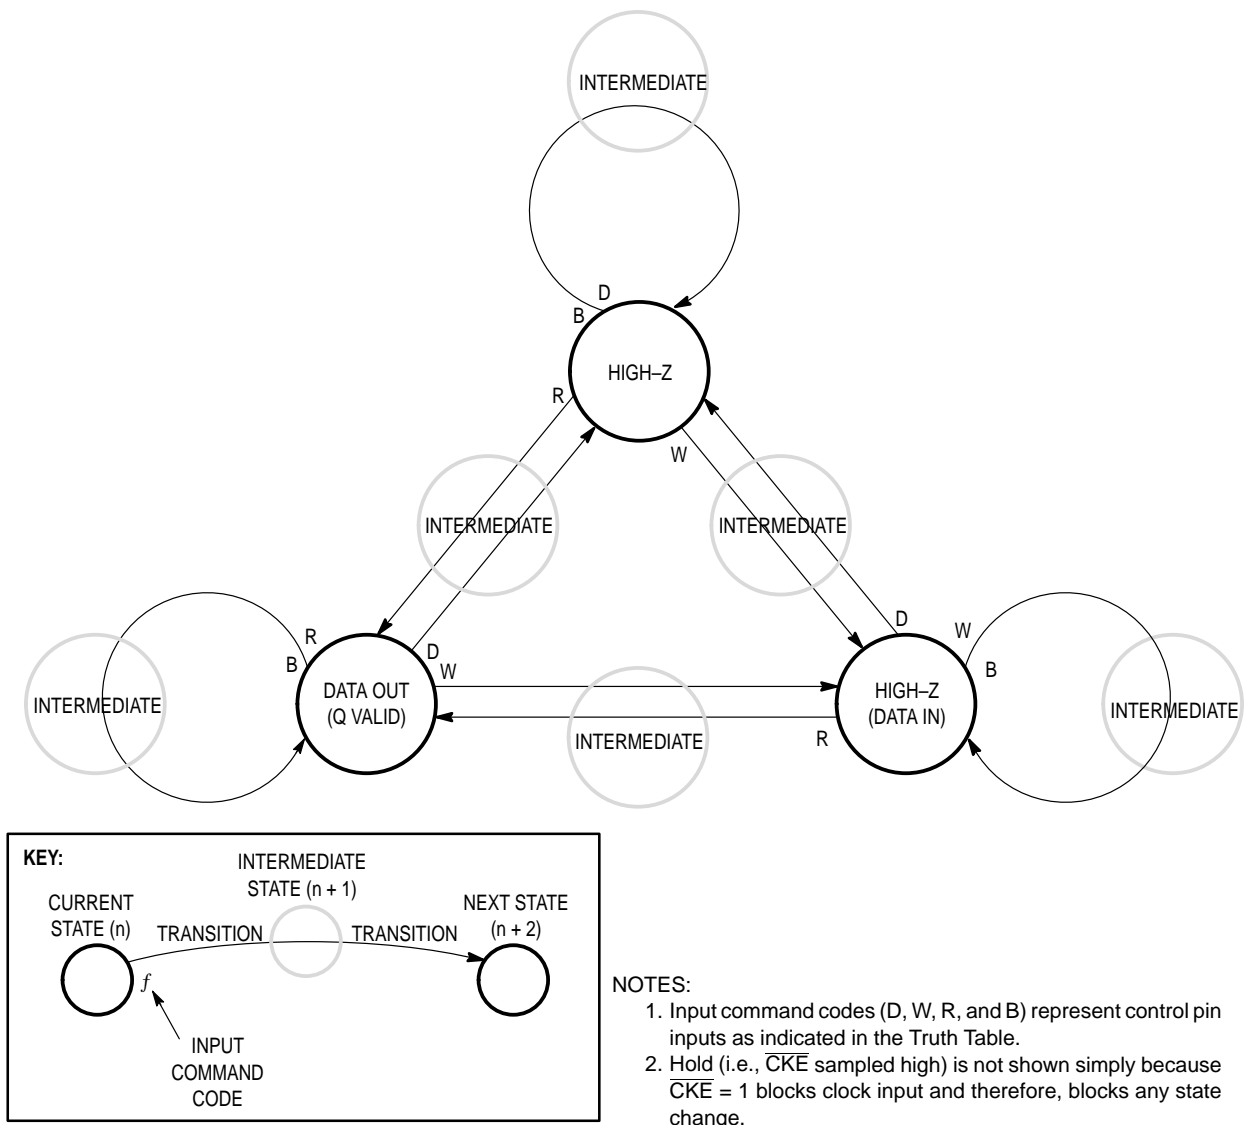 INTERMEDIATE
D
B
HIGH–Z
R
W
INTERMEDIATE
INTERMEDIATE
R
B
D
W
D
W
B
DATA OUT
(Q VALID)
HIGH–Z
(DATA IN)
INTERMEDIATE
INTERMEDIATE
INTERMEDIATE
R
KEY:
INTERMEDIATE
STATE (n + 1)
CURRENT
STATE (n)
NEXT STATE
(n + 2)
TRANSITION
TRANSITION
f
INPUT
COMMAND
CODE
NOTES:
1. Input command codes (D, W, R, and B) represent control pin
inputs as indicated in the Truth Table.
2. Hold (i.e., C̅K̅E̅ sampled high) is not shown simply because
C̅K̅E̅ = 1 blocks clock input and therefore, blocks any state
change.